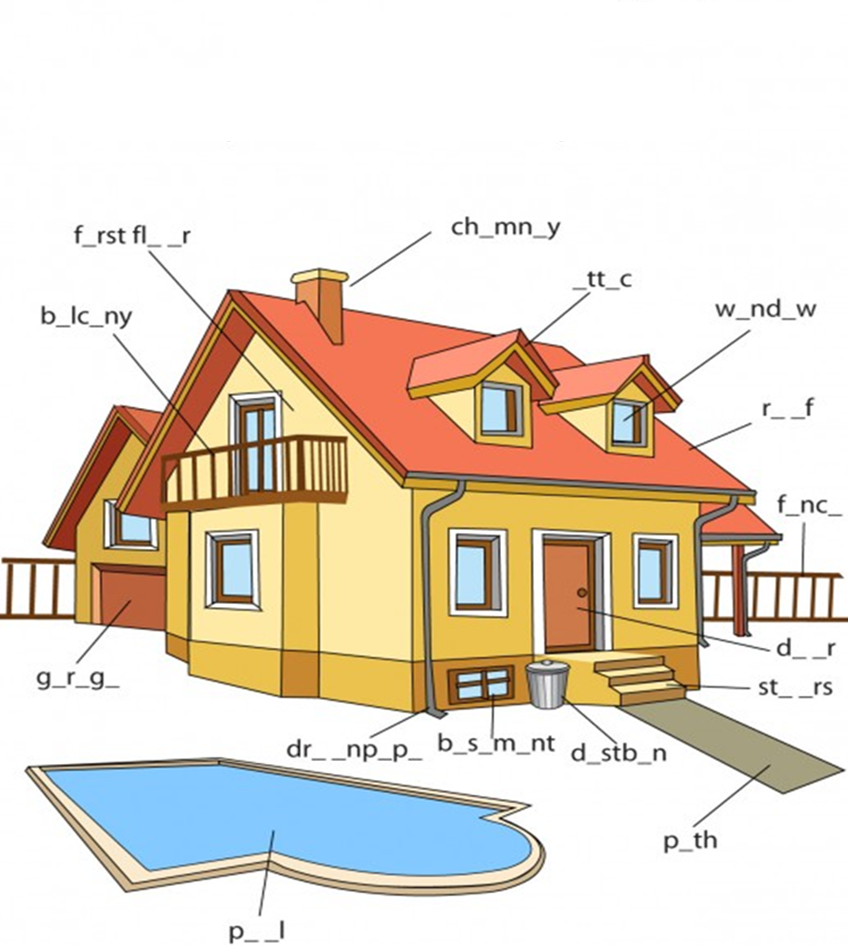 ch_mn_y
f_rst fl_ _r
_tt_c
b_lc_ny
w_nd_w
r_ _f
f_nc_
d_ _r
g_r_g_
st_ _rs
dr_ _np_p_
b_s_m_nt
d_stb_n
p_th
p_ _l